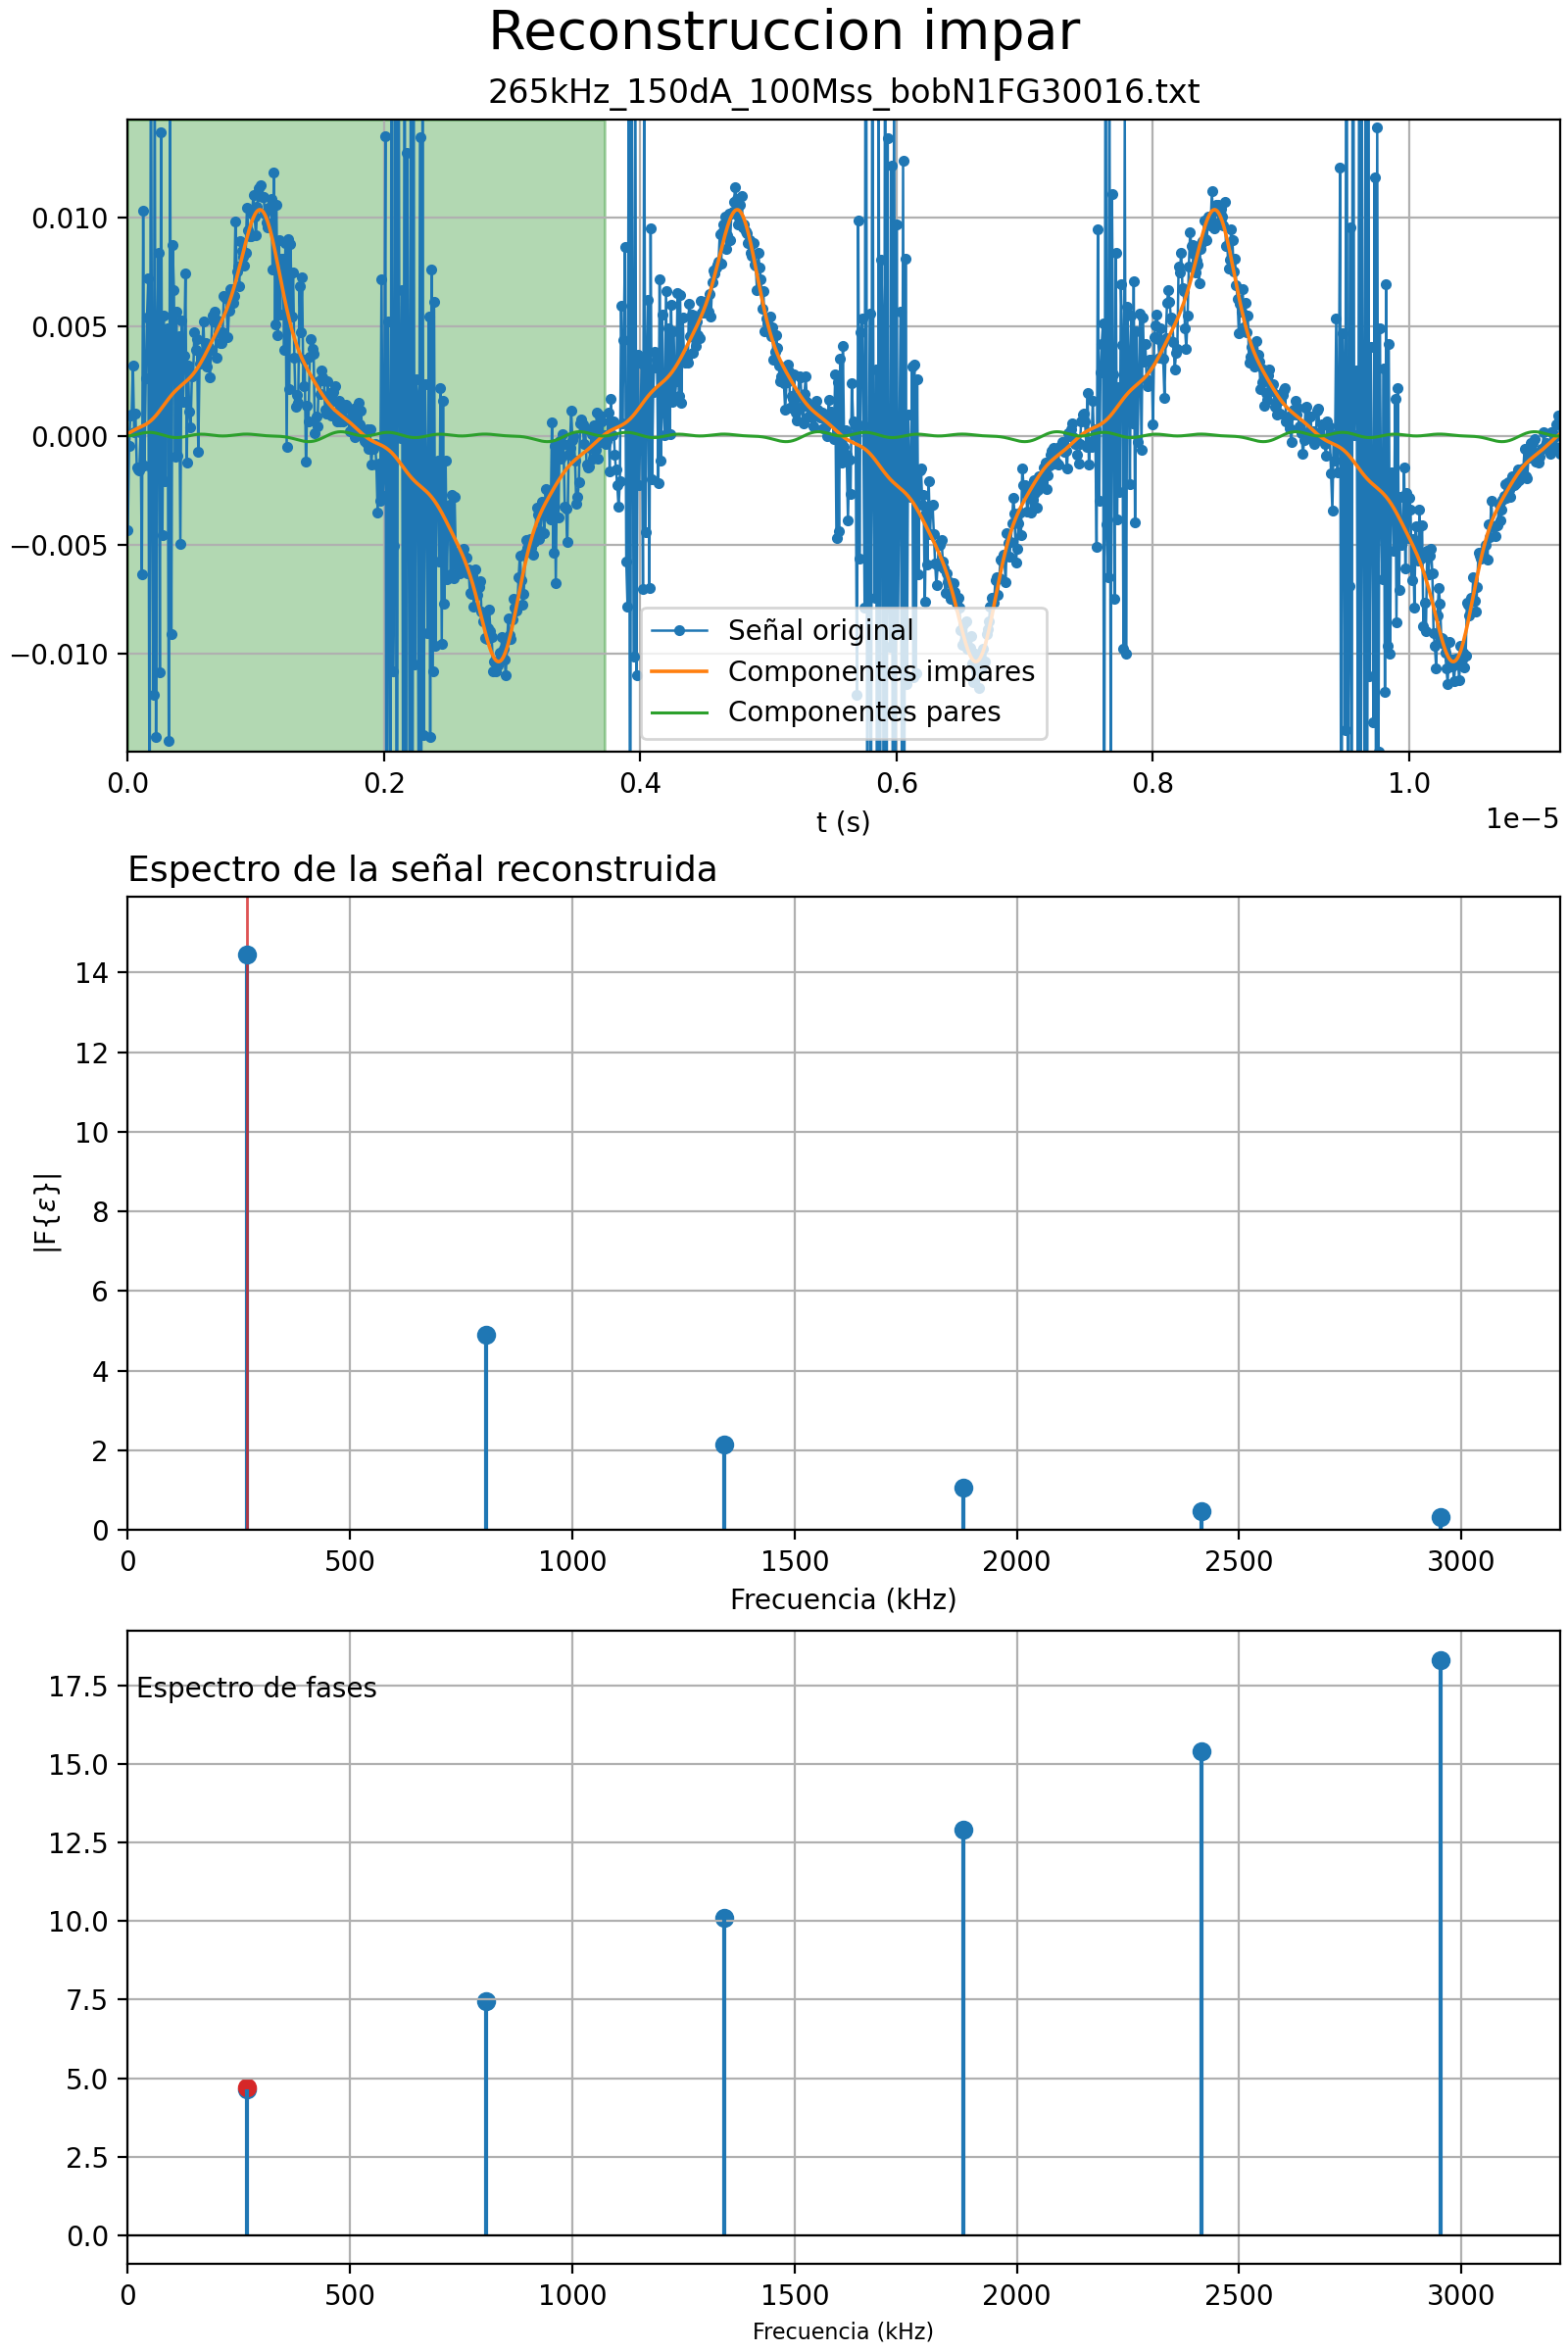 Reconstruccion impar
265kHz_150dA_100Mss_bobN1FG30016.txt
0.010
0.005
0.000
−0.005
−0.010
Señal original
Componentes impares
Componentes pares
0.0 0.2 0.4 0.6 0.8 1.0
1e−5
t (s)
Espectro de la señal reconstruida
14
12
10
8
6
4
2
0
|F{ε}|
0 500 1000 1500 2000 2500 3000
Frecuencia (kHz)
Espectro de fases
17.5
15.0
12.5
10.0
7.5
5.0
2.5
0.0
0 500 1000 1500 2000 2500 3000
Frecuencia (kHz)